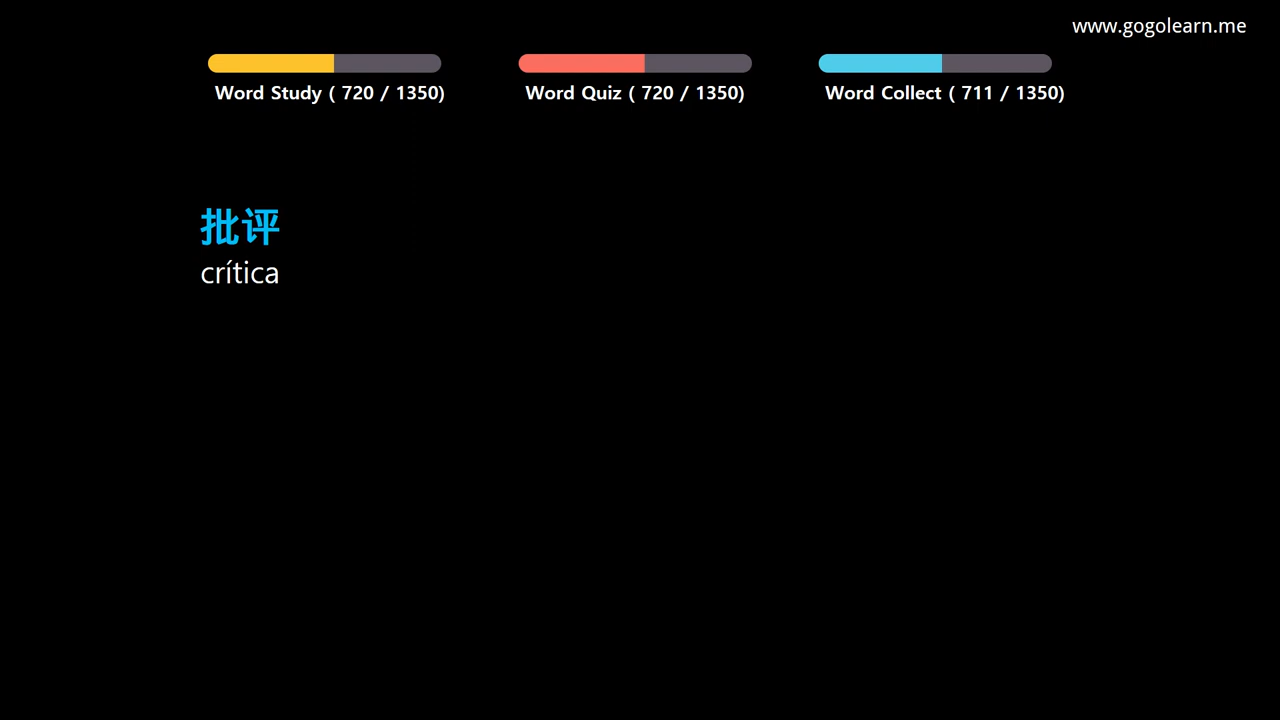 www.gogolearn.me
Word Study ( 720 / 1350)
Word Quiz ( 720 / 1350)
Word Collect ( 711 / 1350)
批评
crítica